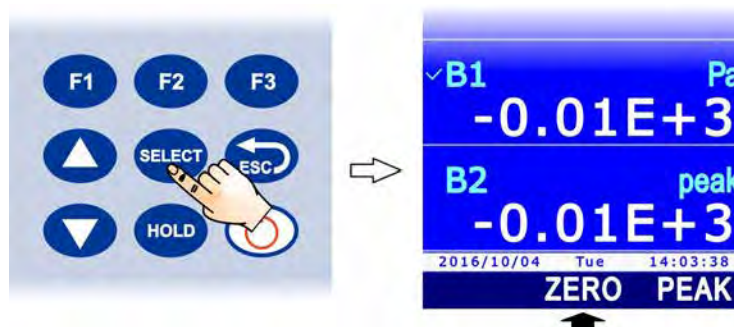 F1 F2 F3
SELECT ESC
HOLD
B1 Pa
-0.01E+3
B2 peak
-0.01E+3
2016/10/04 Tue 14:03:38
ZERO PEAK